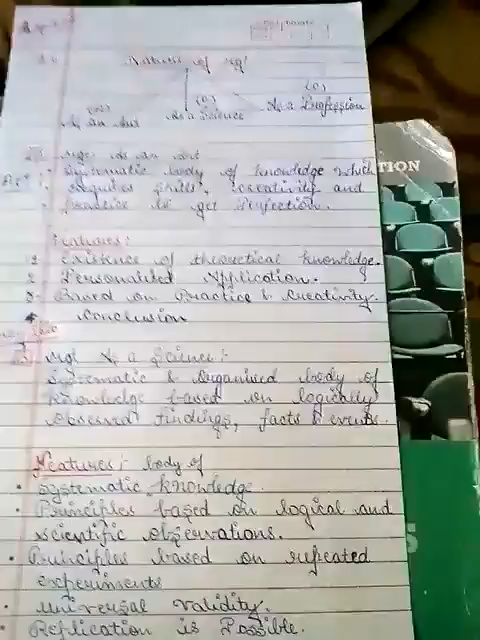 Nature of mgt
As an Art
As a Science
As a Profession
mgt as an art
Systematic body of knowledge which
requires skills, creativity and
practice to get Perfection.
TION
Features:
1. Existence of theoretical knowledge.
2. Personalised Application.
3. Based on Practice & creativity.
* Conclusion
mgt As a Science:-
Systematic & Organised body of
knowledge based on logically
observed findings, facts & events.
Features:- body of
• Systematic knowledge
• Principles based on logical and
scientific observations.
• Principles based on repeated
experiments
• Universal Validity.
• Replication is Possible.